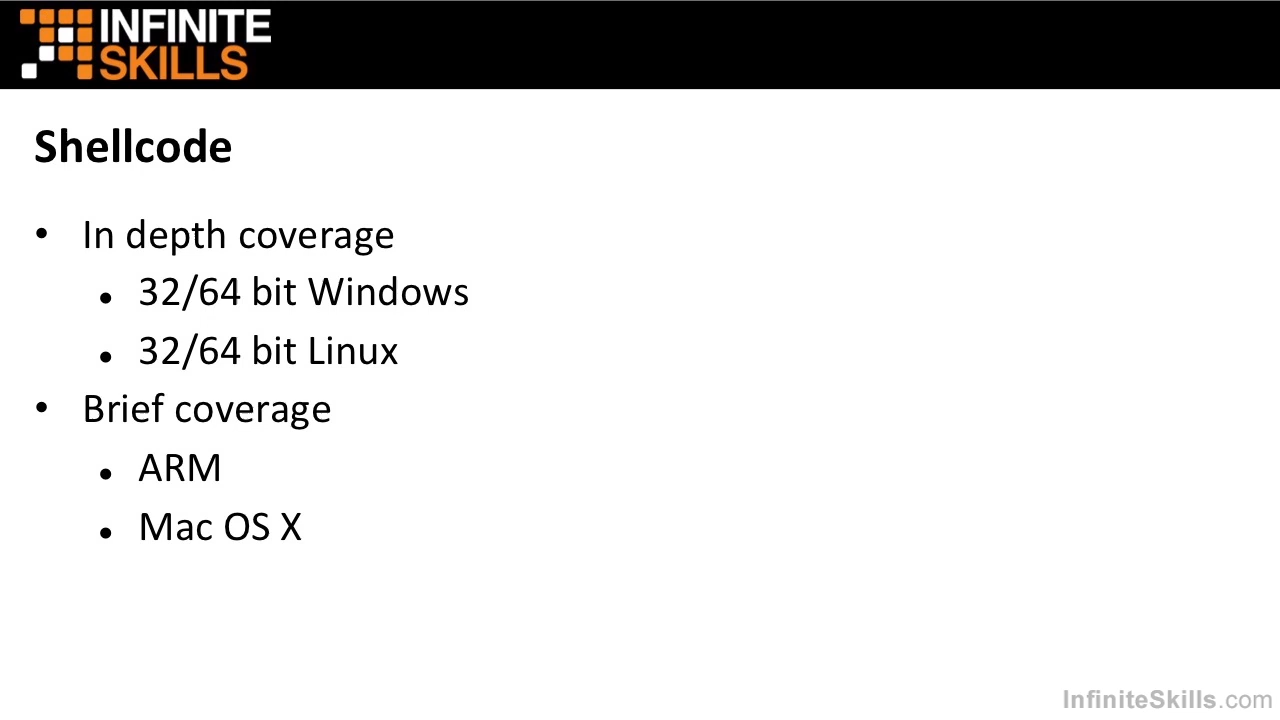 INFINITE
SKILLS
Shellcode
• In depth coverage
• 32/64 bit Windows
• 32/64 bit Linux
• Brief coverage
• ARM
• Mac OS X
InfiniteSkills.com